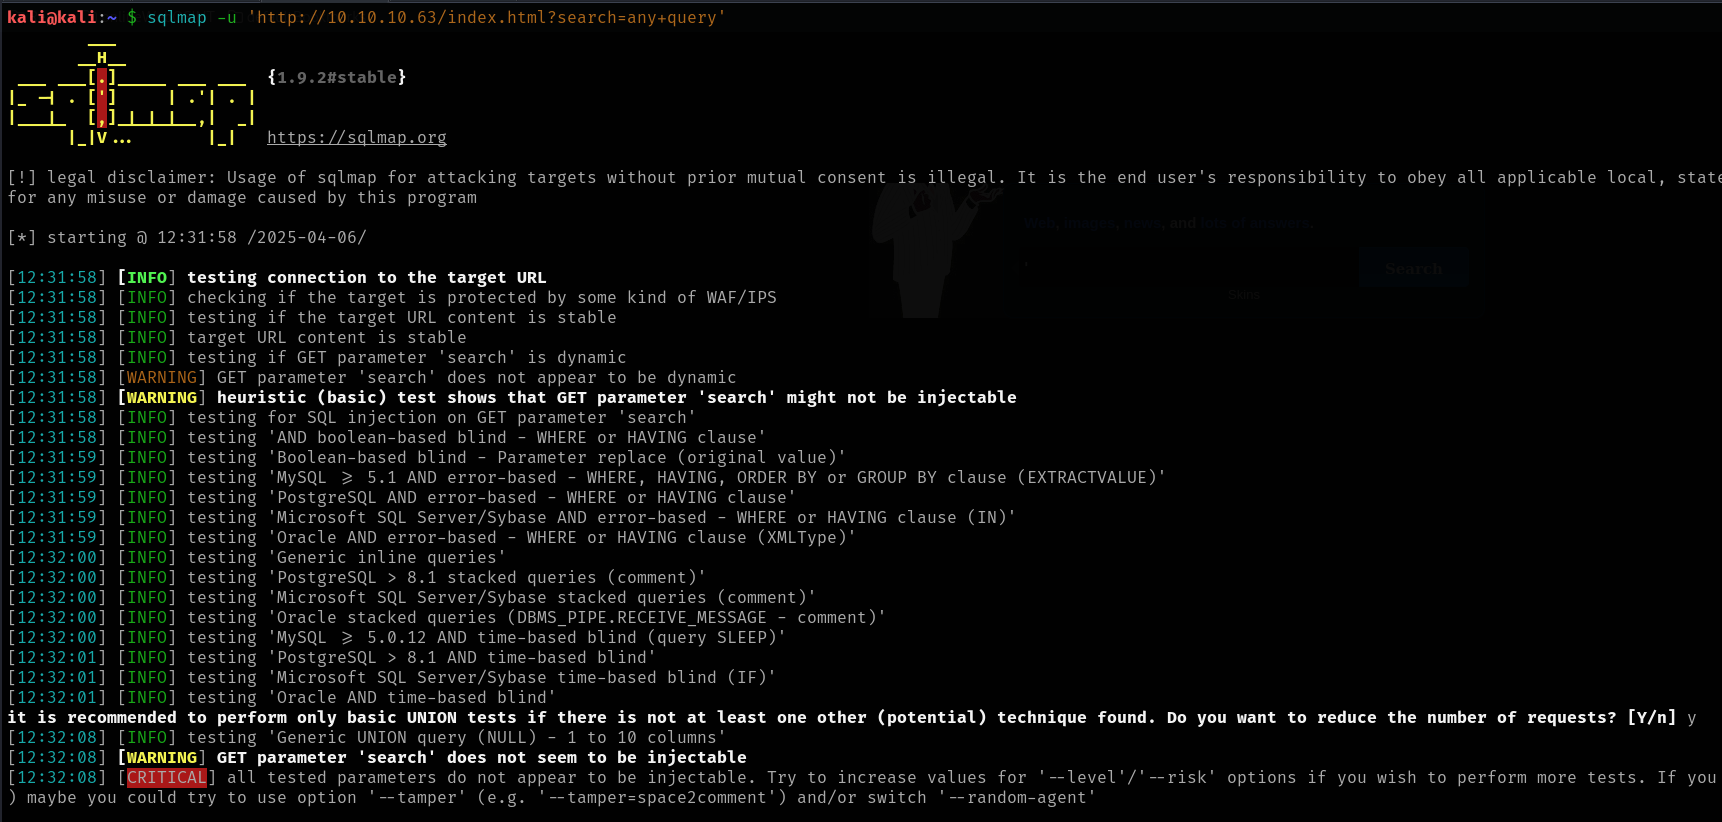 kali@kali:~ $ sqlmap -u 'http://10.10.10.63/index.html?search=any+query'
        ___
       __H__
 ___ ___[.]_____ ___ ___  {1.9.2#stable}
|_ -| . [']     | .'| . |
|___|_  [,]_|_|_|__,|  _|
      |_|V...       |_|   https://sqlmap.org
[!] legal disclaimer: Usage of sqlmap for attacking targets without prior mutual consent is illegal. It is the end user's responsibility to obey all applicable local, state
for any misuse or damage caused by this program
[*] starting @ 12:31:58 /2025-04-06/
[12:31:58] [INFO] testing connection to the target URL
[12:31:58] [INFO] checking if the target is protected by some kind of WAF/IPS
[12:31:58] [INFO] testing if the target URL content is stable
[12:31:58] [INFO] target URL content is stable
[12:31:58] [INFO] testing if GET parameter 'search' is dynamic
[12:31:58] [WARNING] GET parameter 'search' does not appear to be dynamic
[12:31:58] [WARNING] heuristic (basic) test shows that GET parameter 'search' might not be injectable
[12:31:58] [INFO] testing for SQL injection on GET parameter 'search'
[12:31:58] [INFO] testing 'AND boolean-based blind - WHERE or HAVING clause'
[12:31:59] [INFO] testing 'Boolean-based blind - Parameter replace (original value)'
[12:31:59] [INFO] testing 'MySQL >= 5.1 AND error-based - WHERE, HAVING, ORDER BY or GROUP BY clause (EXTRACTVALUE)'
[12:31:59] [INFO] testing 'PostgreSQL AND error-based - WHERE or HAVING clause'
[12:31:59] [INFO] testing 'Microsoft SQL Server/Sybase AND error-based - WHERE or HAVING clause (IN)'
[12:31:59] [INFO] testing 'Oracle AND error-based - WHERE or HAVING clause (XMLType)'
[12:32:00] [INFO] testing 'Generic inline queries'
[12:32:00] [INFO] testing 'PostgreSQL > 8.1 stacked queries (comment)'
[12:32:00] [INFO] testing 'Microsoft SQL Server/Sybase stacked queries (comment)'
[12:32:00] [INFO] testing 'Oracle stacked queries (DBMS_PIPE.RECEIVE_MESSAGE - comment)'
[12:32:00] [INFO] testing 'MySQL >= 5.0.12 AND time-based blind (query SLEEP)'
[12:32:01] [INFO] testing 'PostgreSQL > 8.1 AND time-based blind'
[12:32:01] [INFO] testing 'Microsoft SQL Server/Sybase time-based blind (IF)'
[12:32:01] [INFO] testing 'Oracle AND time-based blind'
it is recommended to perform only basic UNION tests if there is not at least one other (potential) technique found. Do you want to reduce the number of requests? [Y/n] y
[12:32:08] [INFO] testing 'Generic UNION query (NULL) - 1 to 10 columns'
[12:32:08] [WARNING] GET parameter 'search' does not seem to be injectable
[12:32:08] [CRITICAL] all tested parameters do not appear to be injectable. Try to increase values for '--level'/'--risk' options if you wish to perform more tests. If you
) maybe you could try to use option '--tamper' (e.g. '--tamper=space2comment') and/or switch '--random-agent'
Search